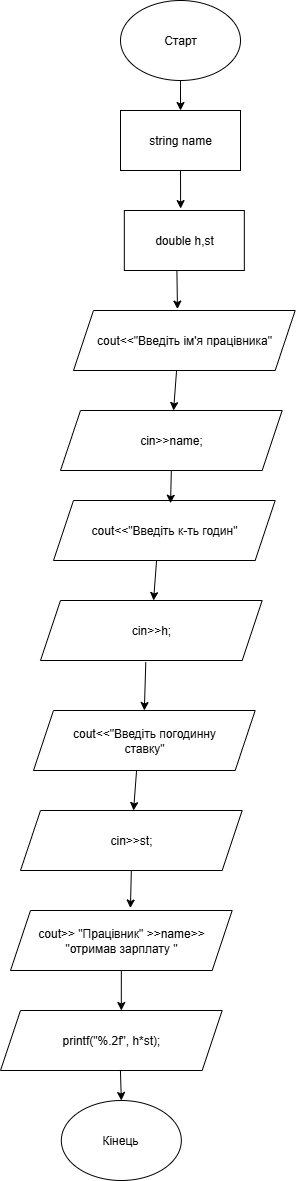 Старт
string name
double h,st
cout<<"Введіть ім'я працівника"
cin>>name;
cout<<"Введіть к-ть годин"
cin>>h;
cout<<"Введіть погодинну
ставку"
cin>>st;
cout>> "Працівник" >>name>>
"отримав зарплату "
printf("%.2f", h*st);
Кінець